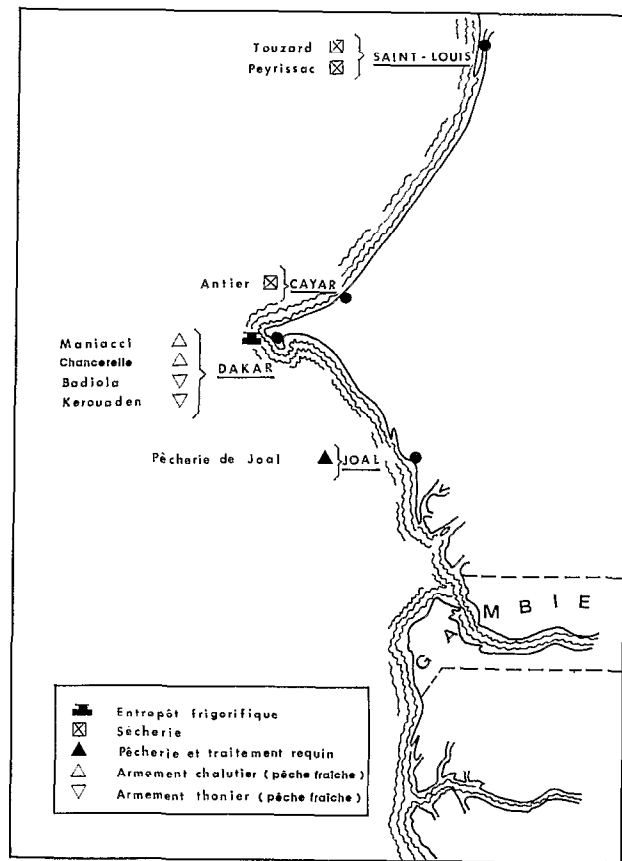 Touzard
Peyrissac
SAINT-LOUIS
Antier
CAYAR
Maniacci
Chancerelle
Badiola
Kerouaden
DAKAR
Pêcherie de Joal
JOAL
GAMBIE
Entrepôt frigorifique
Sècherie
Pêcherie et traitement requin
Armement chalutier (pêche fraîche)
Armement thonier (pêche fraîche)